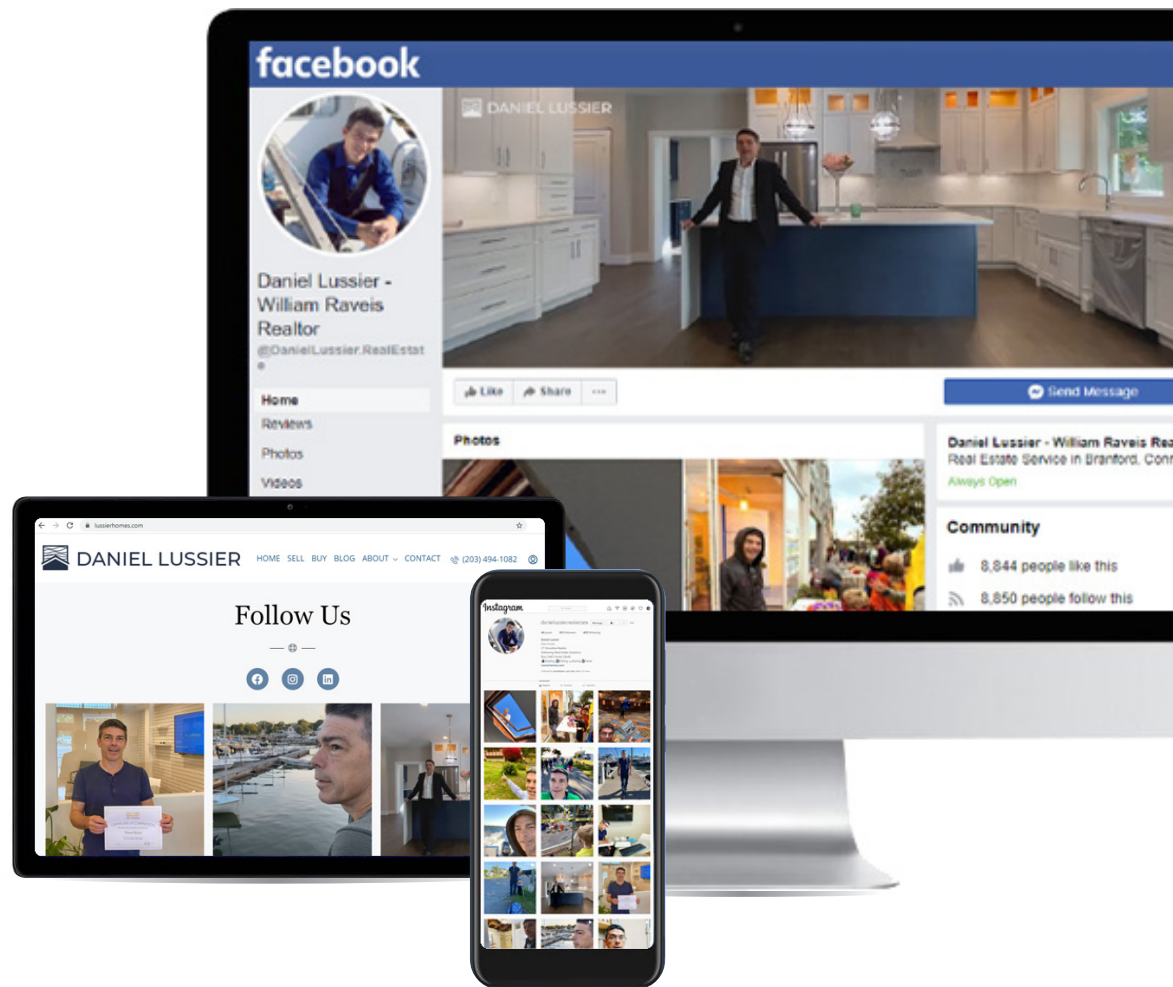 facebook
DANIEL LUSSIER
Daniel Lussier -
William Raveis
Realtor
@DanielLussier.RealEstat
e
Home
Reviews
Photos
Videos
Like
Share
Send Message
Photos
Daniel Lussier - William Raveis Rea
Real Estate Service in Branford, Conn
Always Open
Community
8,844 people like this
8,850 people follow this
lussierhomes.com
DANIEL LUSSIER
HOME SELL BUY BLOG ABOUT CONTACT (203) 494-1082
Follow Us
Instagram